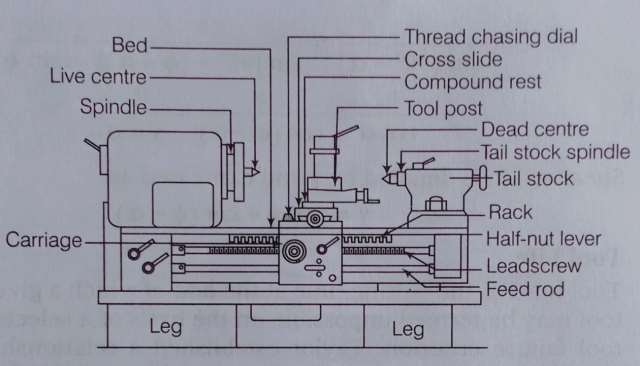 Bed
Live centre
Spindle
Thread chasing dial
Cross slide
Compound rest
Tool post
Dead centre
Tail stock spindle
Tail stock
Rack
Carriage
Half-nut lever
Leadscrew
Feed rod
Leg
Leg